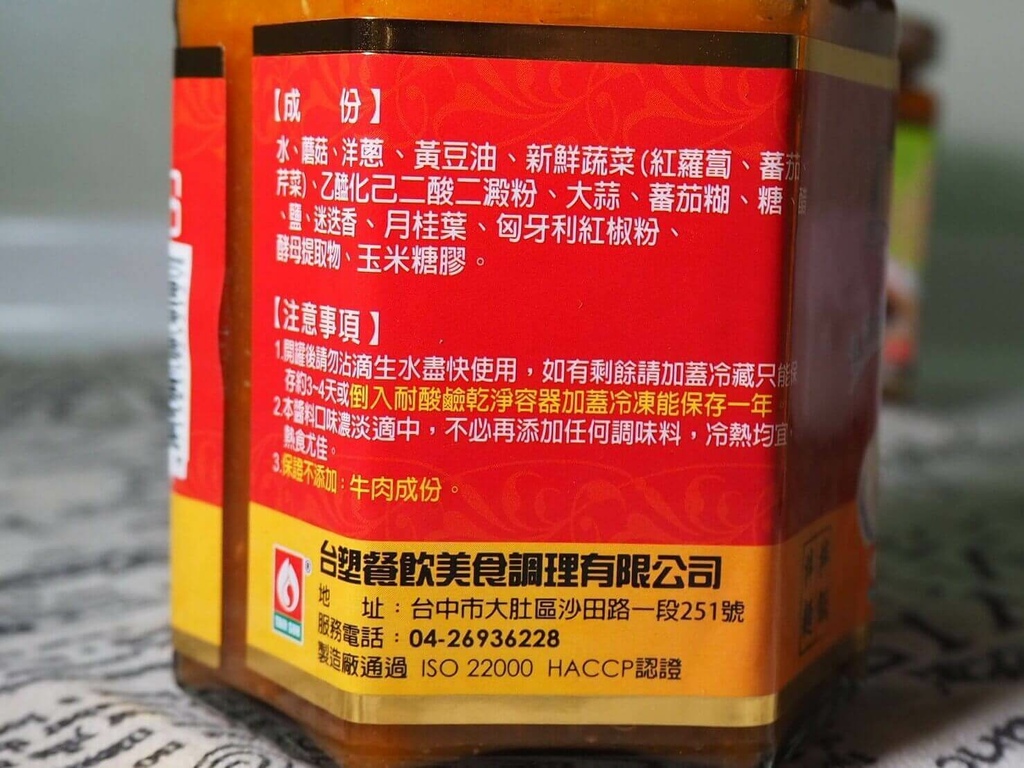 【成　份】
水、蘑菇、洋蔥、黃豆油、新鮮蔬菜(紅蘿蔔、蕃茄
芹菜)、乙醯化己二酸二澱粉、大蒜、蕃茄糊、糖、醋
、鹽、迷迭香、月桂葉、匈牙利紅椒粉、
酵母提取物、玉米糖膠。
【注意事項】
1.開罐後請勿沾滴生水盡快使用，如有剩餘請加蓋冷藏只能保
存約3~4天或倒入耐酸鹼乾淨容器加蓋冷凍能保存一年
2.本醬料口味濃淡適中，不必再添加任何調味料，冷熱均宜，
熱食尤佳。
3.保證不添加：牛肉成份。
台塑餐飲美食調理有限公司
地　址：台中市大肚區沙田路一段251號
服務電話：04-26936228
製造廠通過 ISO 22000 HACCP認證